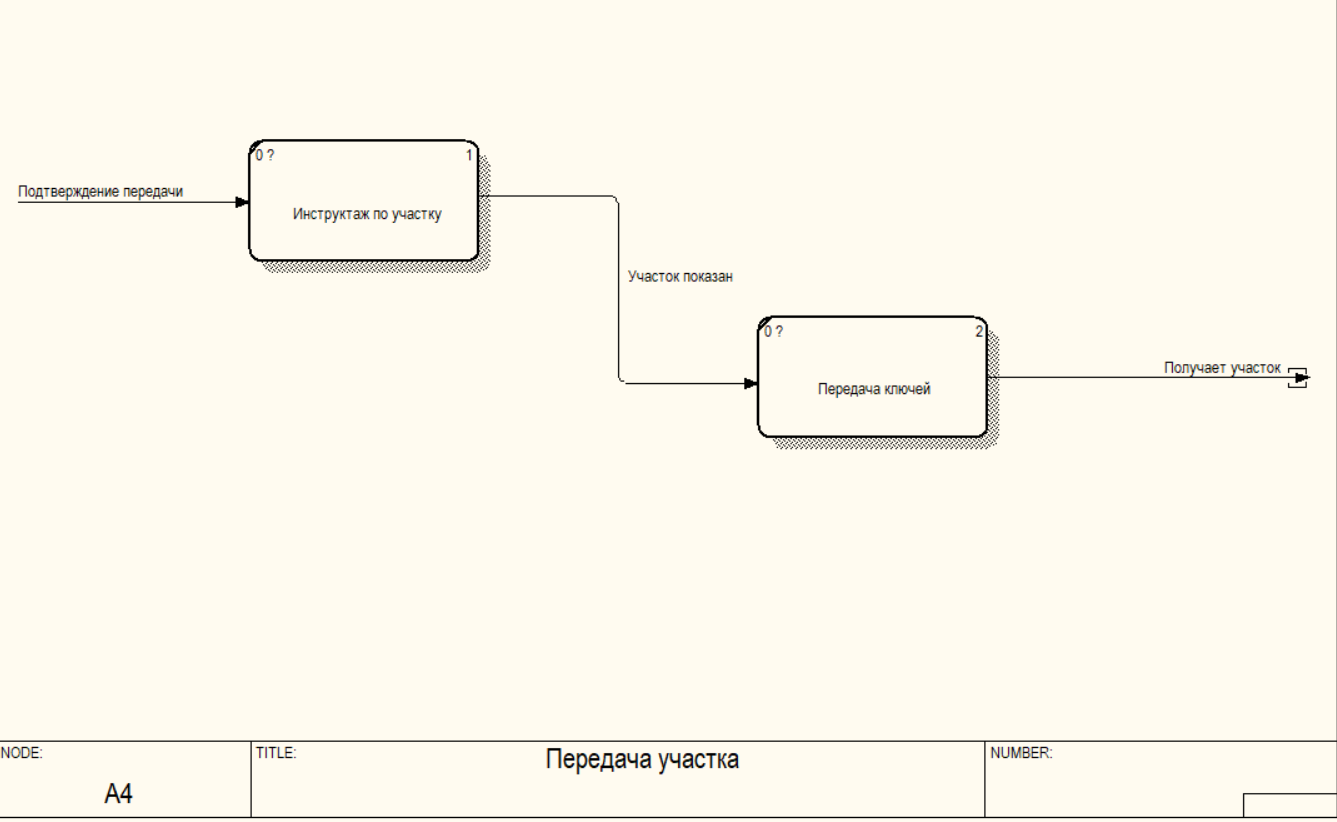 0 ?
1
Подтверждение передачи
Инструктаж по участку
Участок показан
0 ?
2
Получает участок
Передача ключей
NODE:
TITLE:
Передача участка
NUMBER:
A4